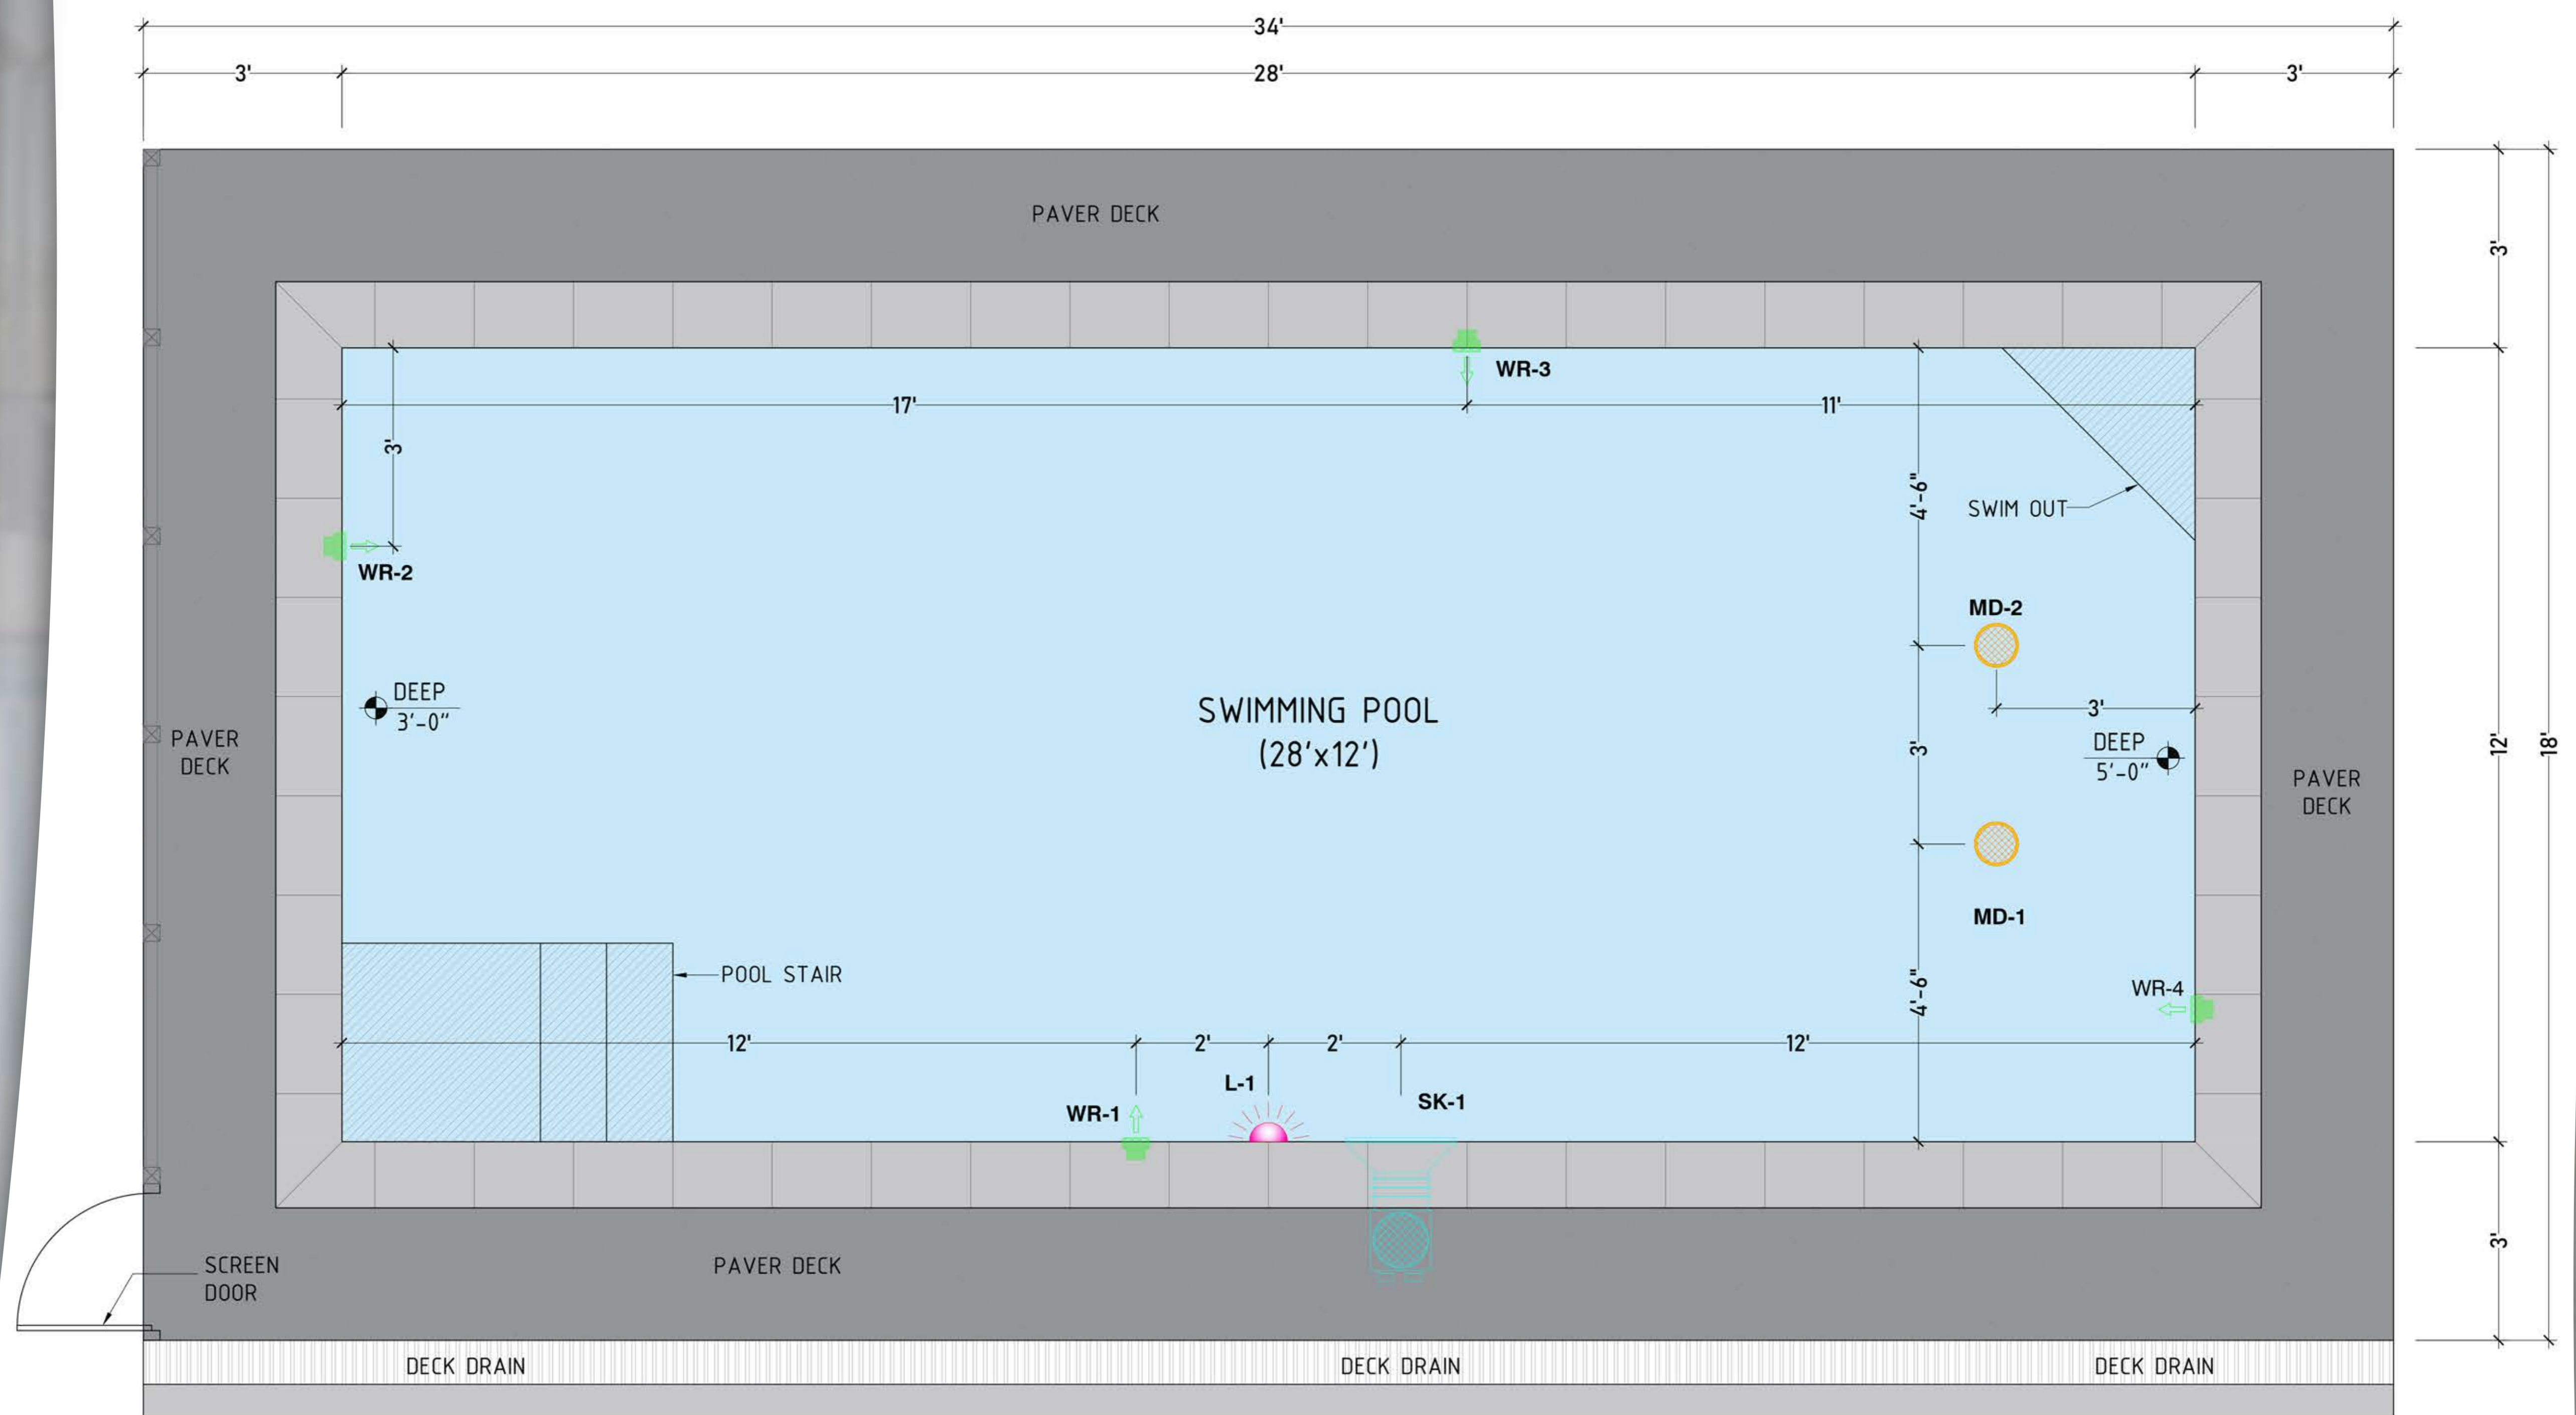 34'
3'
28'
3'
PAVER DECK
3'
WR-3
17'
11'
3'
4'-6"
SWIM OUT
WR-2
MD-2
DEEP
3'-0"
SWIMMING POOL
(28'x12')
3'
PAVER
DECK
3'
DEEP
5'-0"
12'
18'
PAVER
DECK
MD-1
POOL STAIR
4'-6"
WR-4
12'
2'
2'
12'
L-1
SK-1
WR-1
3'
SCREEN
DOOR
PAVER DECK
DECK DRAIN
DECK DRAIN
DECK DRAIN